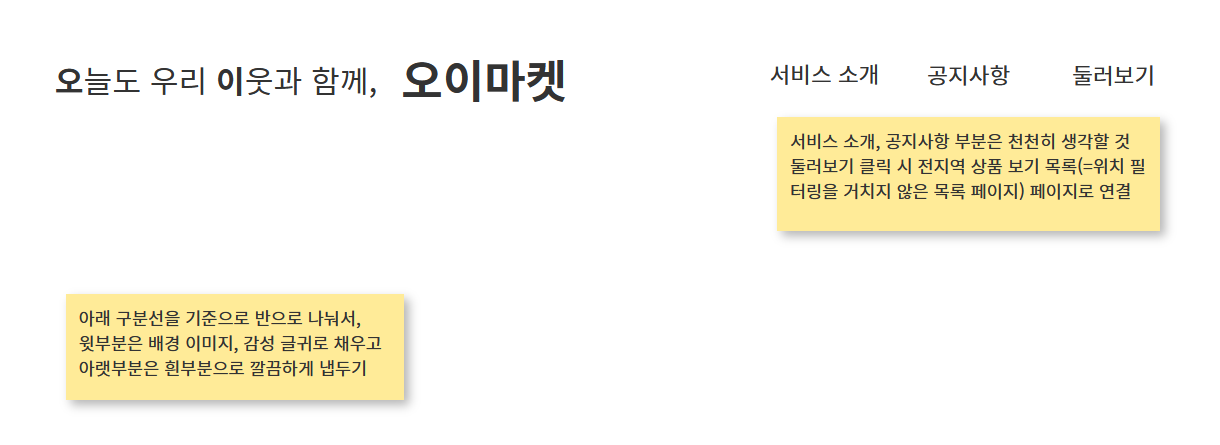 오늘도 우리 이웃과 함께, 오이마켓
서비스 소개 공지사항 둘러보기
서비스 소개, 공지사항 부분은 천천히 생각할 것
둘러보기 클릭 시 전지역 상품 보기 목록(=위치 필
터링을 거치지 않은 목록 페이지) 페이지로 연결
아래 구분선을 기준으로 반으로 나눠서,
윗부분은 배경 이미지, 감성 글귀로 채우고
아랫부분은 흰부분으로 깔끔하게 냅두기